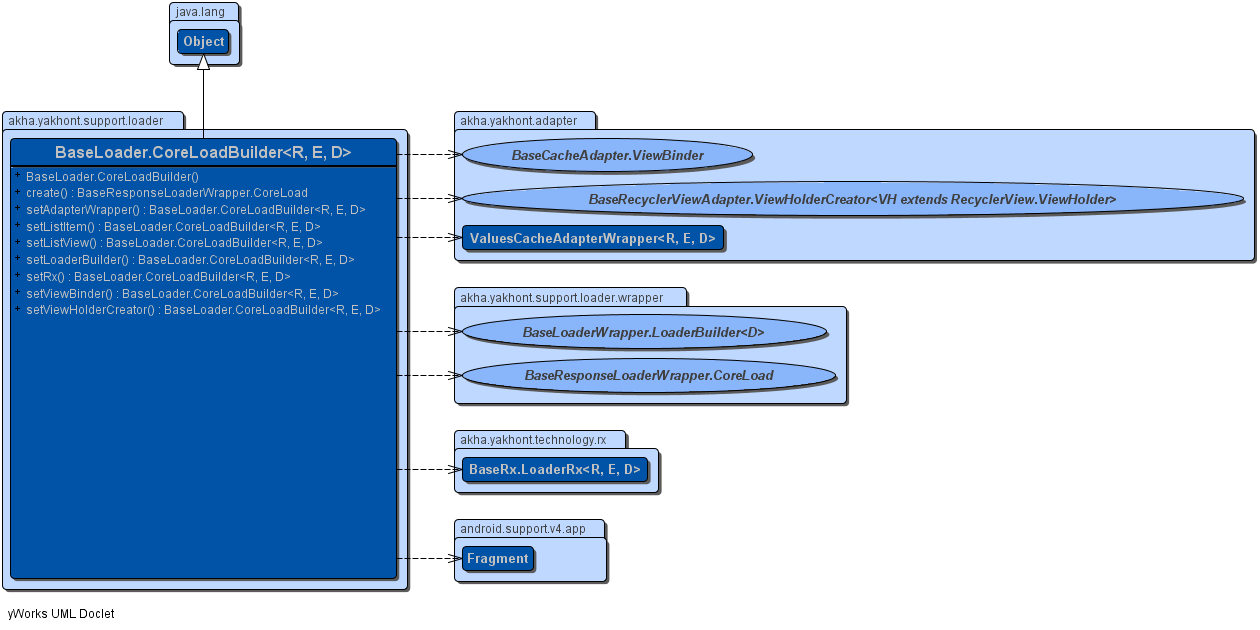 java.lang
Object
akha.yakhont.support.loader
BaseLoader.CoreLoadBuilder<R, E, D>
+ BaseLoader.CoreLoadBuilder()
+ create() : BaseResponseLoaderWrapper.CoreLoad
+ setAdapterWrapper() : BaseLoader.CoreLoadBuilder<R, E, D>
+ setListItem() : BaseLoader.CoreLoadBuilder<R, E, D>
+ setListView() : BaseLoader.CoreLoadBuilder<R, E, D>
+ setLoaderBuilder() : BaseLoader.CoreLoadBuilder<R, E, D>
+ setRx() : BaseLoader.CoreLoadBuilder<R, E, D>
+ setViewBinder() : BaseLoader.CoreLoadBuilder<R, E, D>
+ setViewHolderCreator() : BaseLoader.CoreLoadBuilder<R, E, D>
akha.yakhont.adapter
BaseCacheAdapter.ViewBinder
BaseRecyclerViewAdapter.ViewHolderCreator<VH extends RecyclerView.ViewHolder>
ValuesCacheAdapterWrapper<R, E, D>
akha.yakhont.support.loader.wrapper
BaseLoaderWrapper.LoaderBuilder<D>
BaseResponseLoaderWrapper.CoreLoad
akha.yakhont.technology.rx
BaseRx.LoaderRx<R, E, D>
android.support.v4.app
Fragment
yWorks UML Doclet